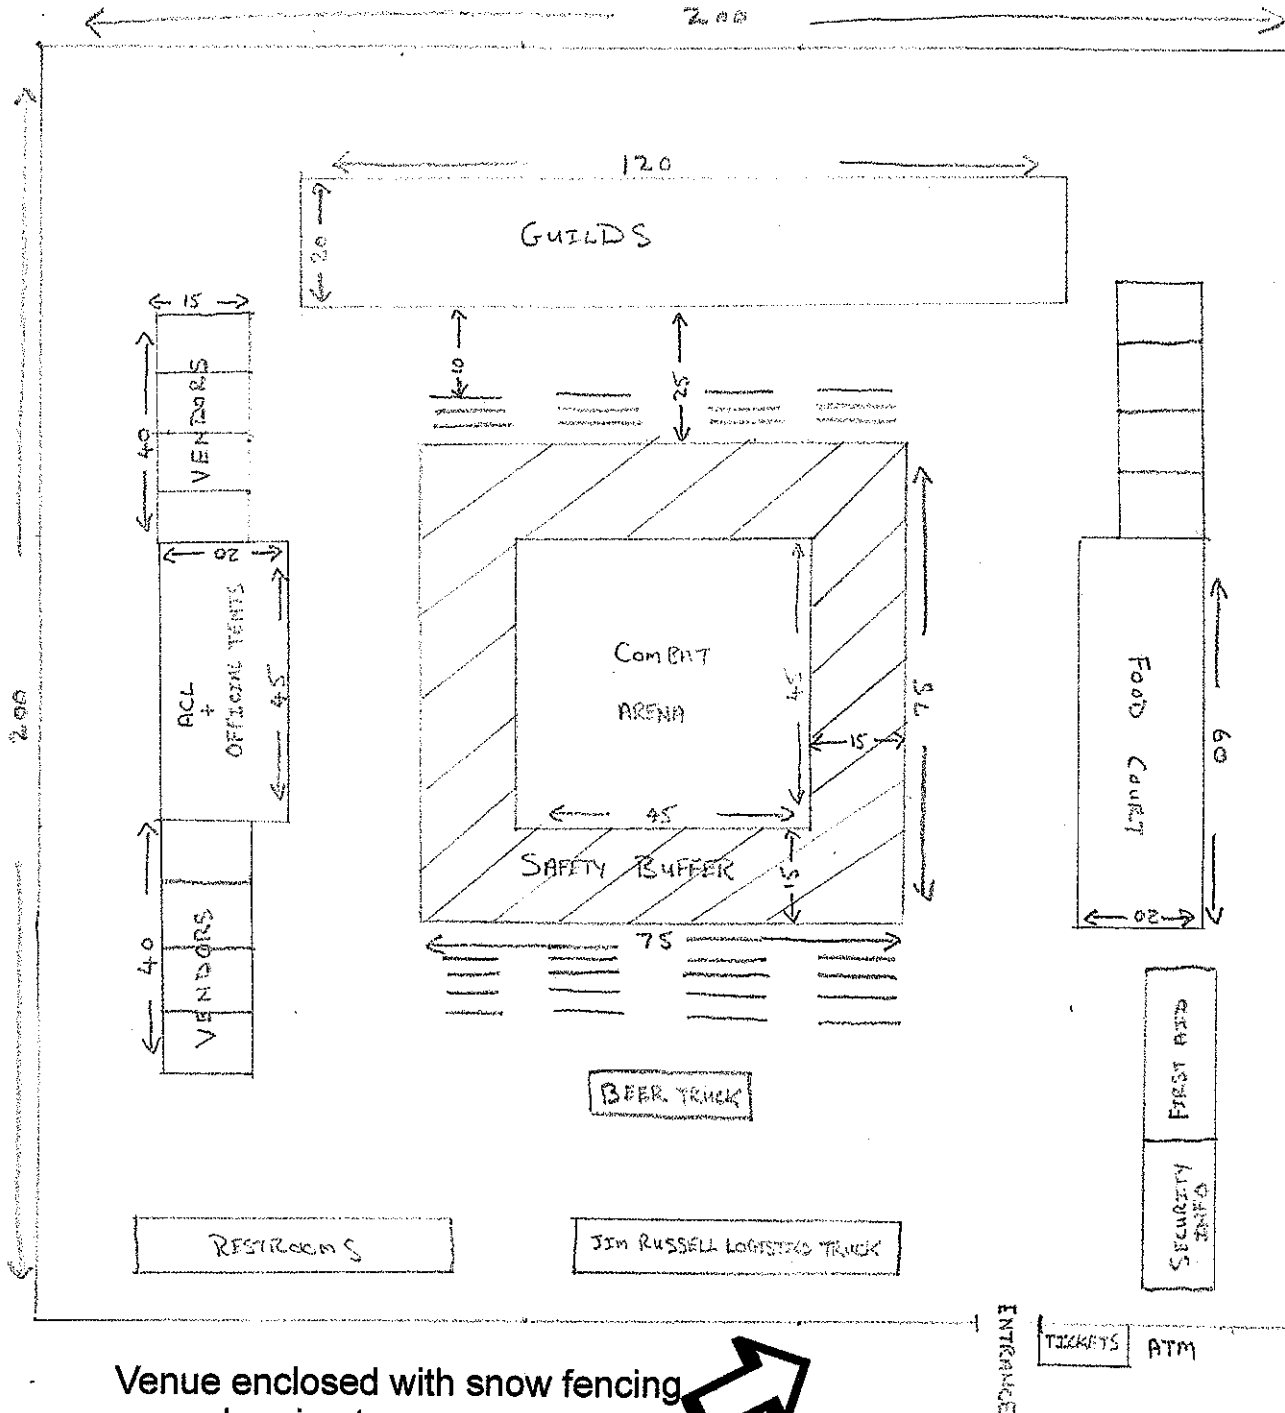 200
120
20
GUILDS
15
10
25
40
VENDORS
20
200
ACL
+
OFFICIAL TENTS
45
COMBAT
ARENA
45
75
15
FOOD COURT
60
45
SAFETY BUFFER
15
20
40
VENDORS
75
FIRST AID
BEER TRUCK
SECURITY
INFO
RESTROOMS
JIM RUSSELL LOGISTICS TRUCK
ENTRANCE
TICKETS
ATM
Venue enclosed with snow fencing